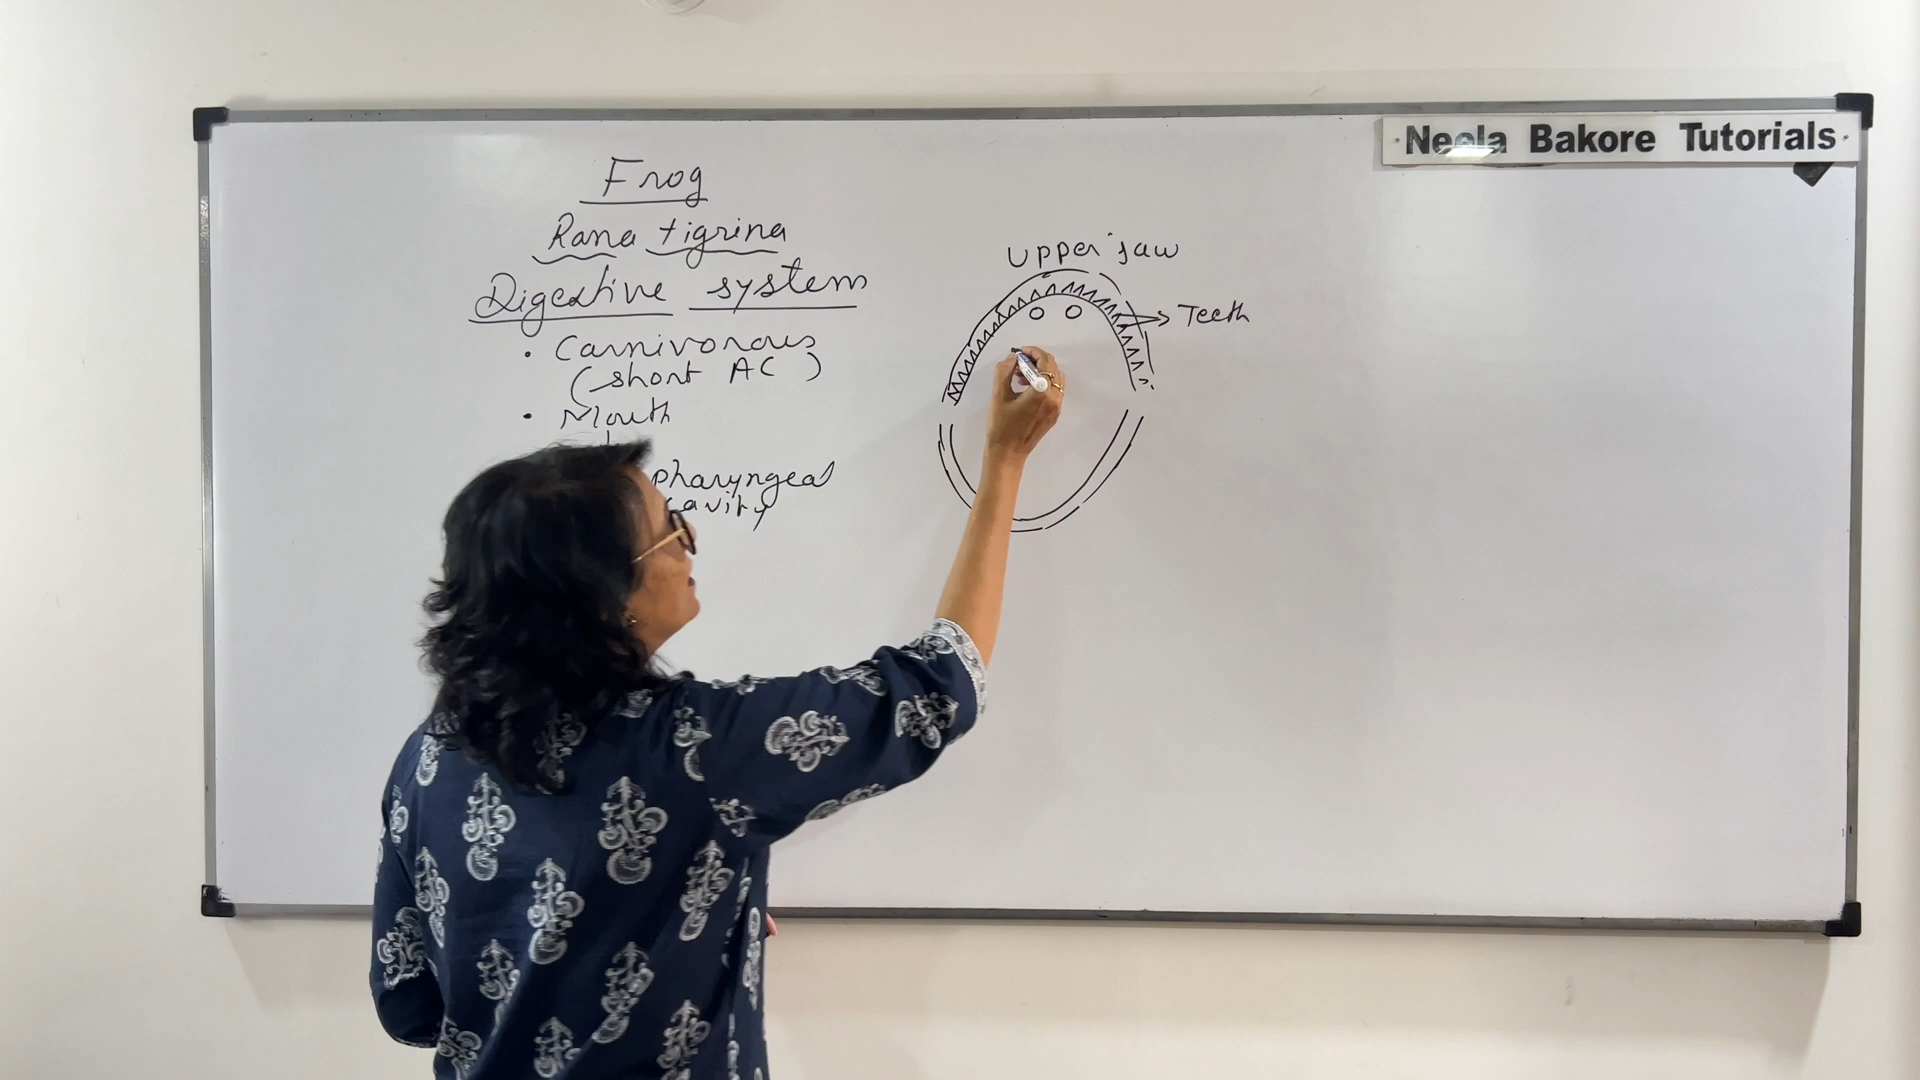 Neela Bakore Tutorials
Frog
Rana tigrina
Digestive system
• Carnivorous
(short AC)
• Mouth
pharyngeal
cavity
Upper jaw
Teeth